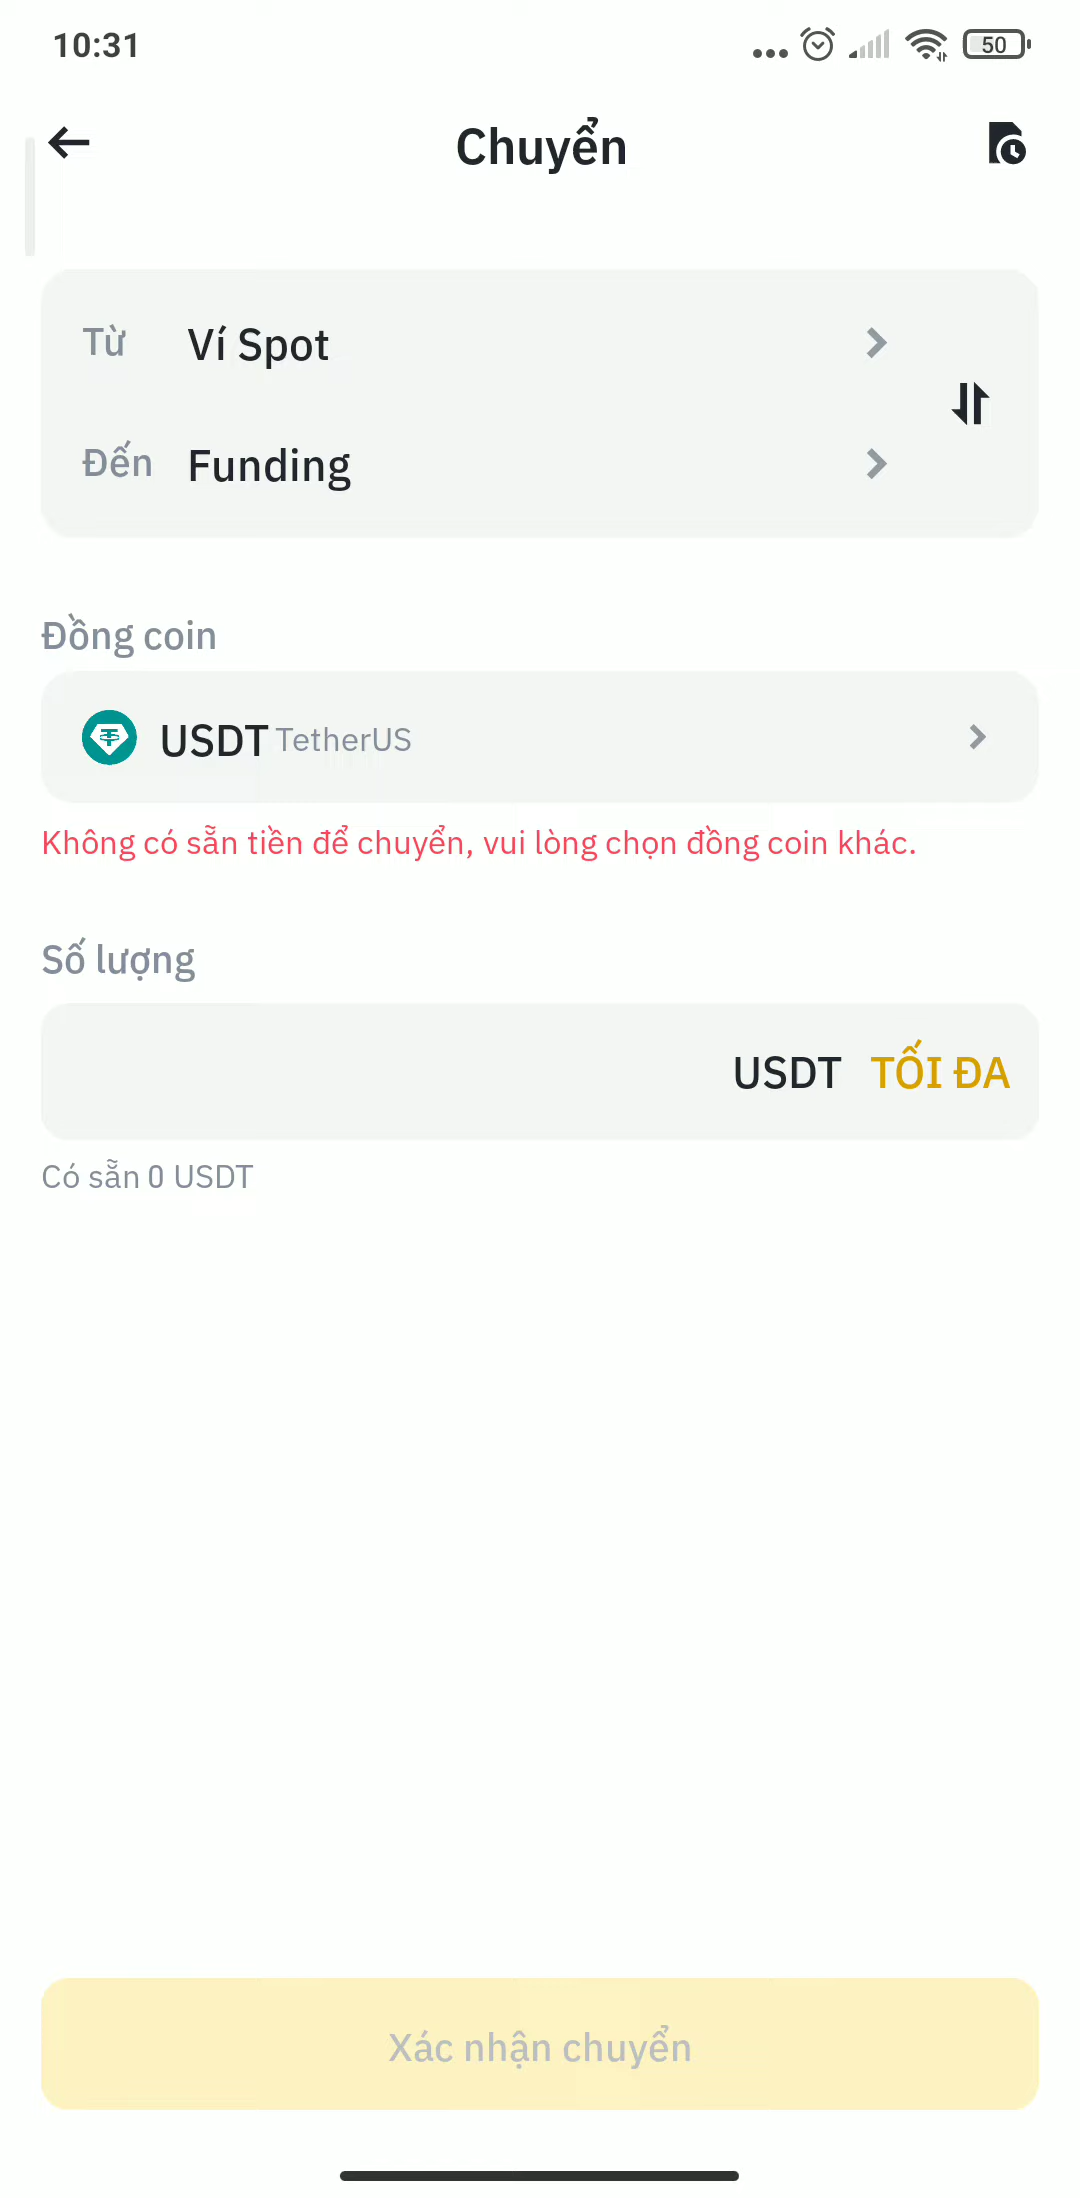 10:31
50
Chuyển
Từ Ví Spot
Đến Funding
Đồng coin
USDT TetherUS
Không có sẵn tiền để chuyển, vui lòng chọn đồng coin khác.
Số lượng
USDT TỐI ĐA
Có sẵn 0 USDT
Xác nhận chuyển